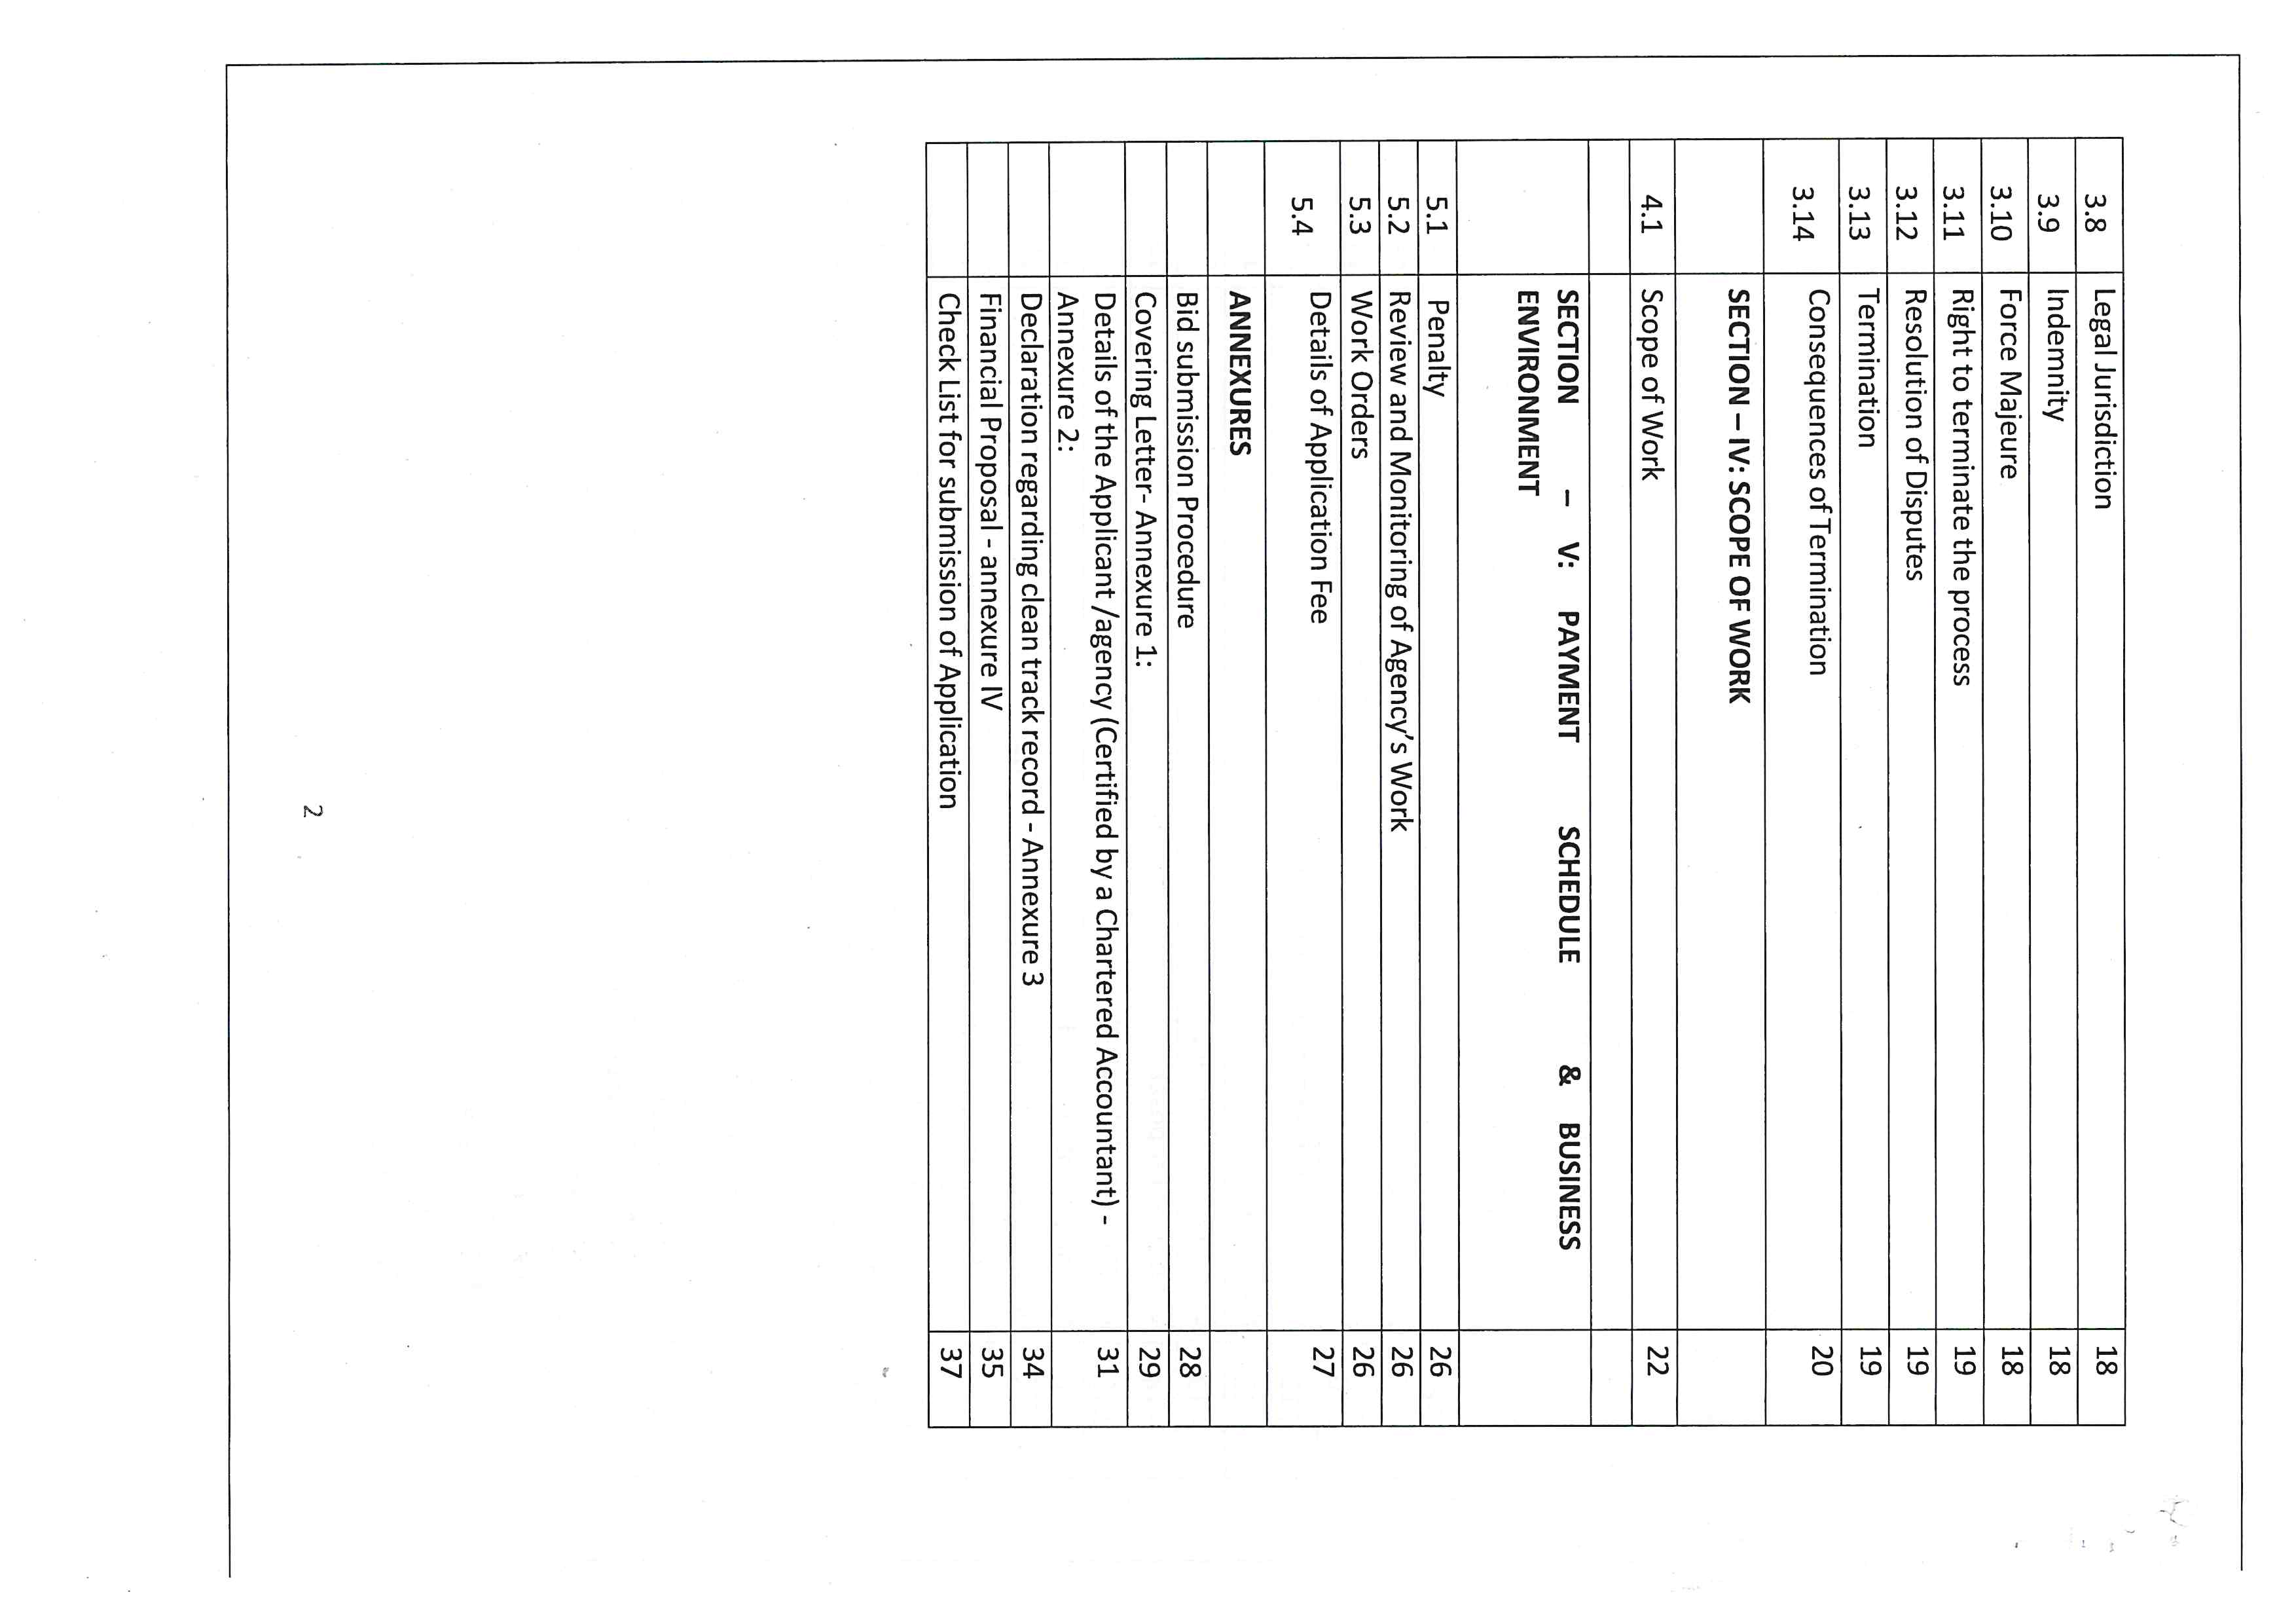 3.8 Legal Jurisdiction 18
3.9 Indemnity 18
3.10 Force Majeure 18
3.11 Right to terminate the process 19
3.12 Resolution of Disputes 19
3.13 Termination 19
3.14 Consequences of Termination 20
SECTION – IV: SCOPE OF WORK
4.1 Scope of Work 22
SECTION – V: PAYMENT SCHEDULE & BUSINESS
ENVIRONMENT
5.1 Penalty 26
5.2 Review and Monitoring of Agency's Work 26
5.3 Work Orders 26
5.4 Details of Application Fee 27
ANNEXURES
Bid submission Procedure 28
Covering Letter- Annexure 1: 29
Details of the Applicant /agency (Certified by a Chartered Accountant) - 31
Annexure 2:
Declaration regarding clean track record - Annexure 3 34
Financial Proposal - annexure IV 35
Check List for submission of Application 37
2